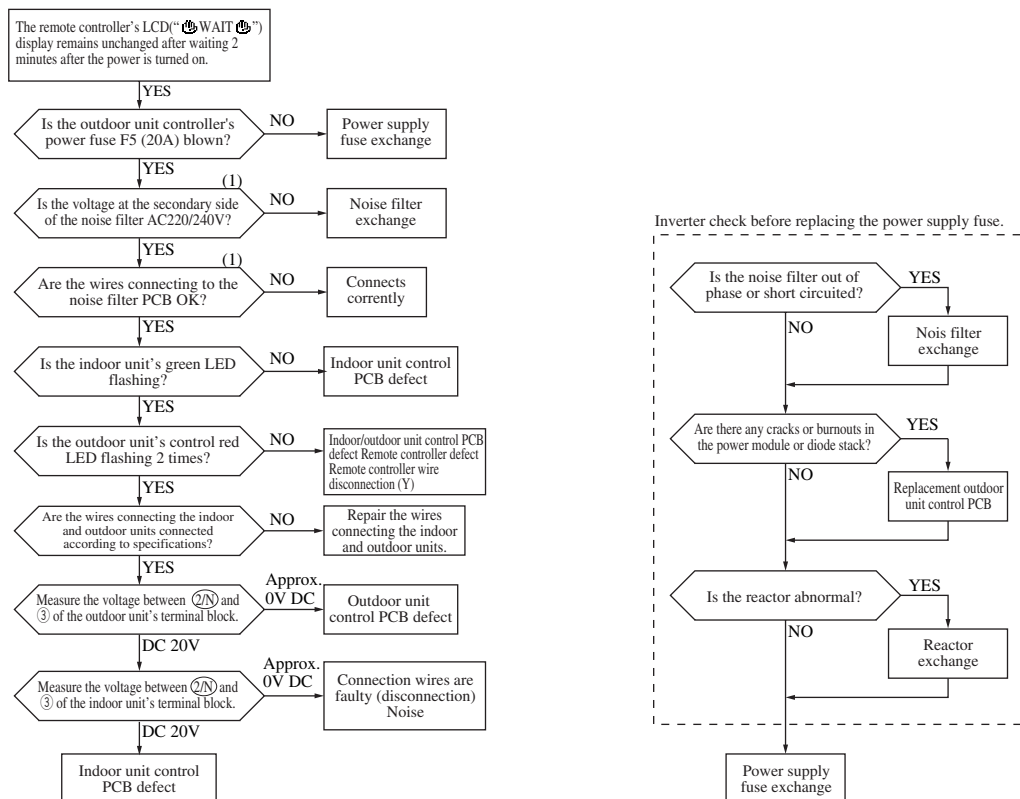 The remote controller's LCD("WAIT")
display remains unchanged after waiting 2
minutes after the power is turned on.
YES
Is the outdoor unit controller's
power fuse F5 (20A) blown?
NO
Power supply
fuse exchange
YES
(1)
Is the voltage at the secondary side
of the noise filter AC220/240V?
NO
Noise filter
exchange
YES
(1)
Are the wires connecting to the
noise filter PCB OK?
NO
Connects
corrently
YES
Is the indoor unit's green LED
flashing?
NO
Indoor unit control
PCB defect
YES
Is the outdoor unit's control red
LED flashing 2 times?
NO
Indoor/outdoor unit control PCB
defect Remote controller defect
Remote controller wire
disconnection (Y)
YES
Are the wires connecting the indoor
and outdoor units connected
according to specifications?
NO
Repair the wires
connecting the indoor
and outdoor units.
YES
Measure the voltage between 2/N and
③ of the outdoor unit's terminal block.
Approx.
0V DC
Outdoor unit
control PCB defect
DC 20V
Measure the voltage between 2/N and
③ of the indoor unit's terminal block.
Approx.
0V DC
Connection wires are
faulty (disconnection)
Noise
DC 20V
Indoor unit control
PCB defect
Inverter check before replacing the power supply fuse.
Is the noise filter out of
phase or short circuited?
YES
Nois filter
exchange
NO
Are there any cracks or burnouts in
the power module or diode stack?
YES
Replacement outdoor
unit control PCB
NO
Is the reactor abnormal?
YES
Reactor
exchange
NO
Power supply
fuse exchange